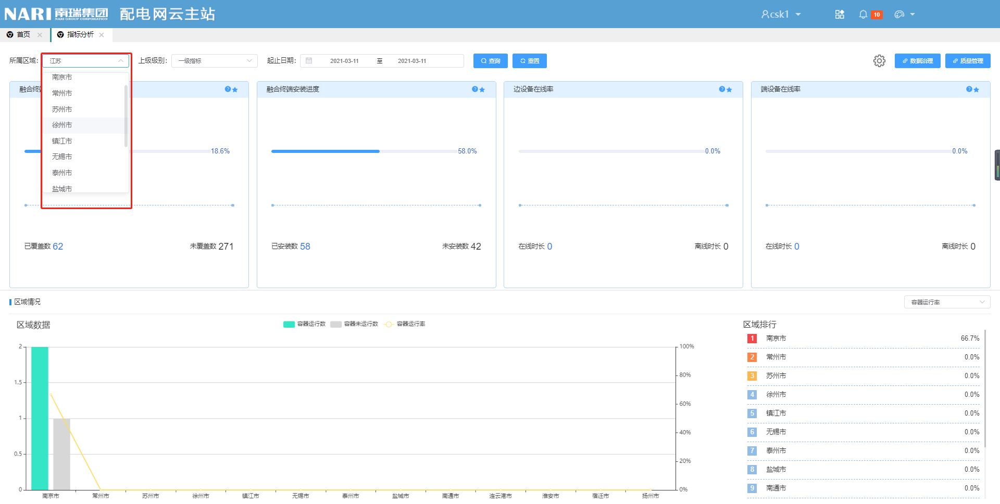 NARI 南瑞集团 NARI GROUP CORPORATION 配电网云主站 csk1 10
首页 指标分析
所属区域: 江苏 上级级别: 一级指标 起止日期: 2021-03-11 至 2021-03-11 查询 重置 数据治理 质量管理
南京市
常州市
苏州市
徐州市
镇江市
无锡市
泰州市
盐城市
融合终
18.6%
已覆盖数 62 未覆盖数 271
融合终端安装进度
58.0%
已安装数 58 未安装数 42
边设备在线率
0.0%
在线时长 0 离线时长 0
端设备在线率
0.0%
在线时长 0 离线时长 0
区域情况 容器运行率
区域数据
容器运行数 容器未运行数 容器运行率
2
1.5
1
0.5
0
100%
80%
60%
40%
20%
0%
南京市 常州市 苏州市 徐州市 镇江市 无锡市 泰州市 盐城市 南通市 连云港市 淮安市 宿迁市 扬州市
区域排行
1 南京市 66.7%
2 常州市 0.0%
3 苏州市 0.0%
4 徐州市 0.0%
5 镇江市 0.0%
6 无锡市 0.0%
7 泰州市 0.0%
8 盐城市 0.0%
9 南通市 0.0%